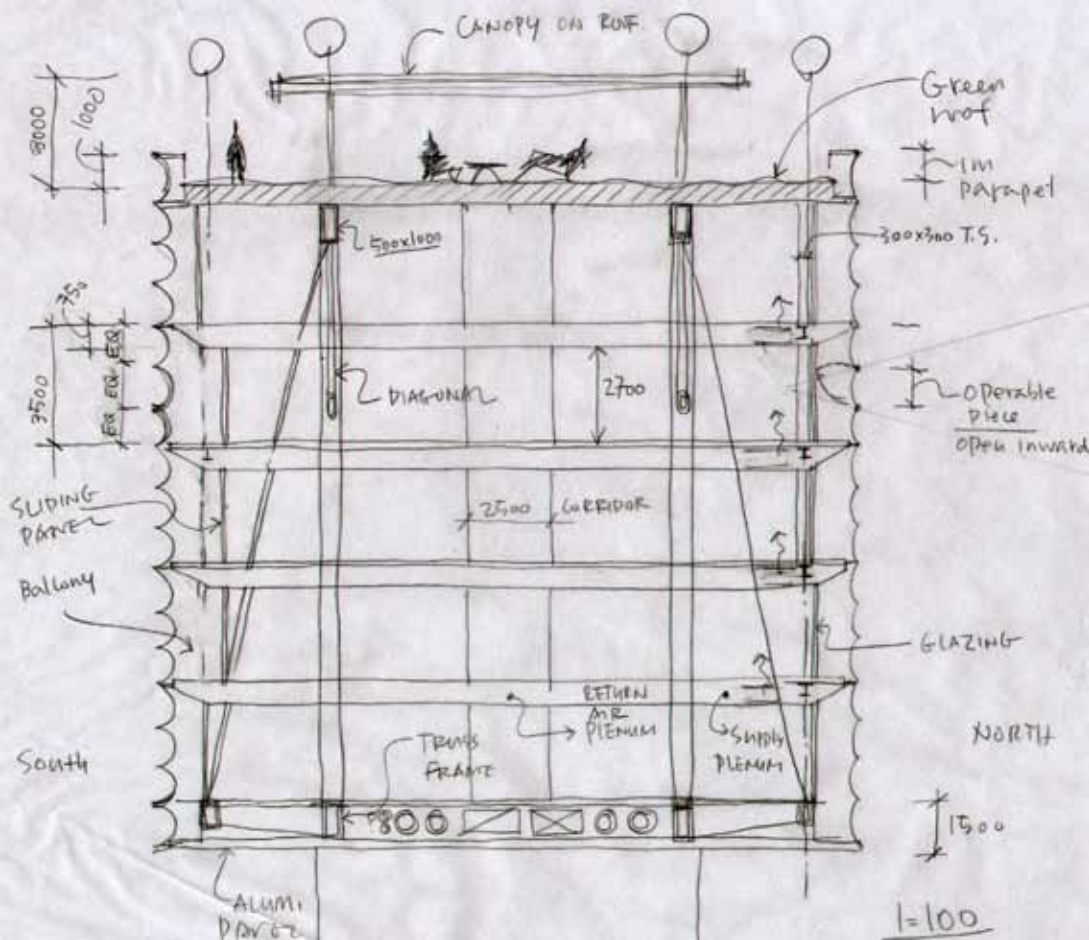 CANOPY ON ROOF.
3000
1000
Green
roof
1m
parapet
500x1000
300x300 T.S.
750
3500
EQ
EQ
EQ
DIAGONAL
2700
operable
piece
open inward
SLIDING
PANEL
2500
CORRIDOR
Balcony
GLAZING
RETURN
AIR
PLENUM
SUPPLY
PLENUM
NORTH
South
TRUSS
FRAME
1500
ALUMI
PANEL
1=100